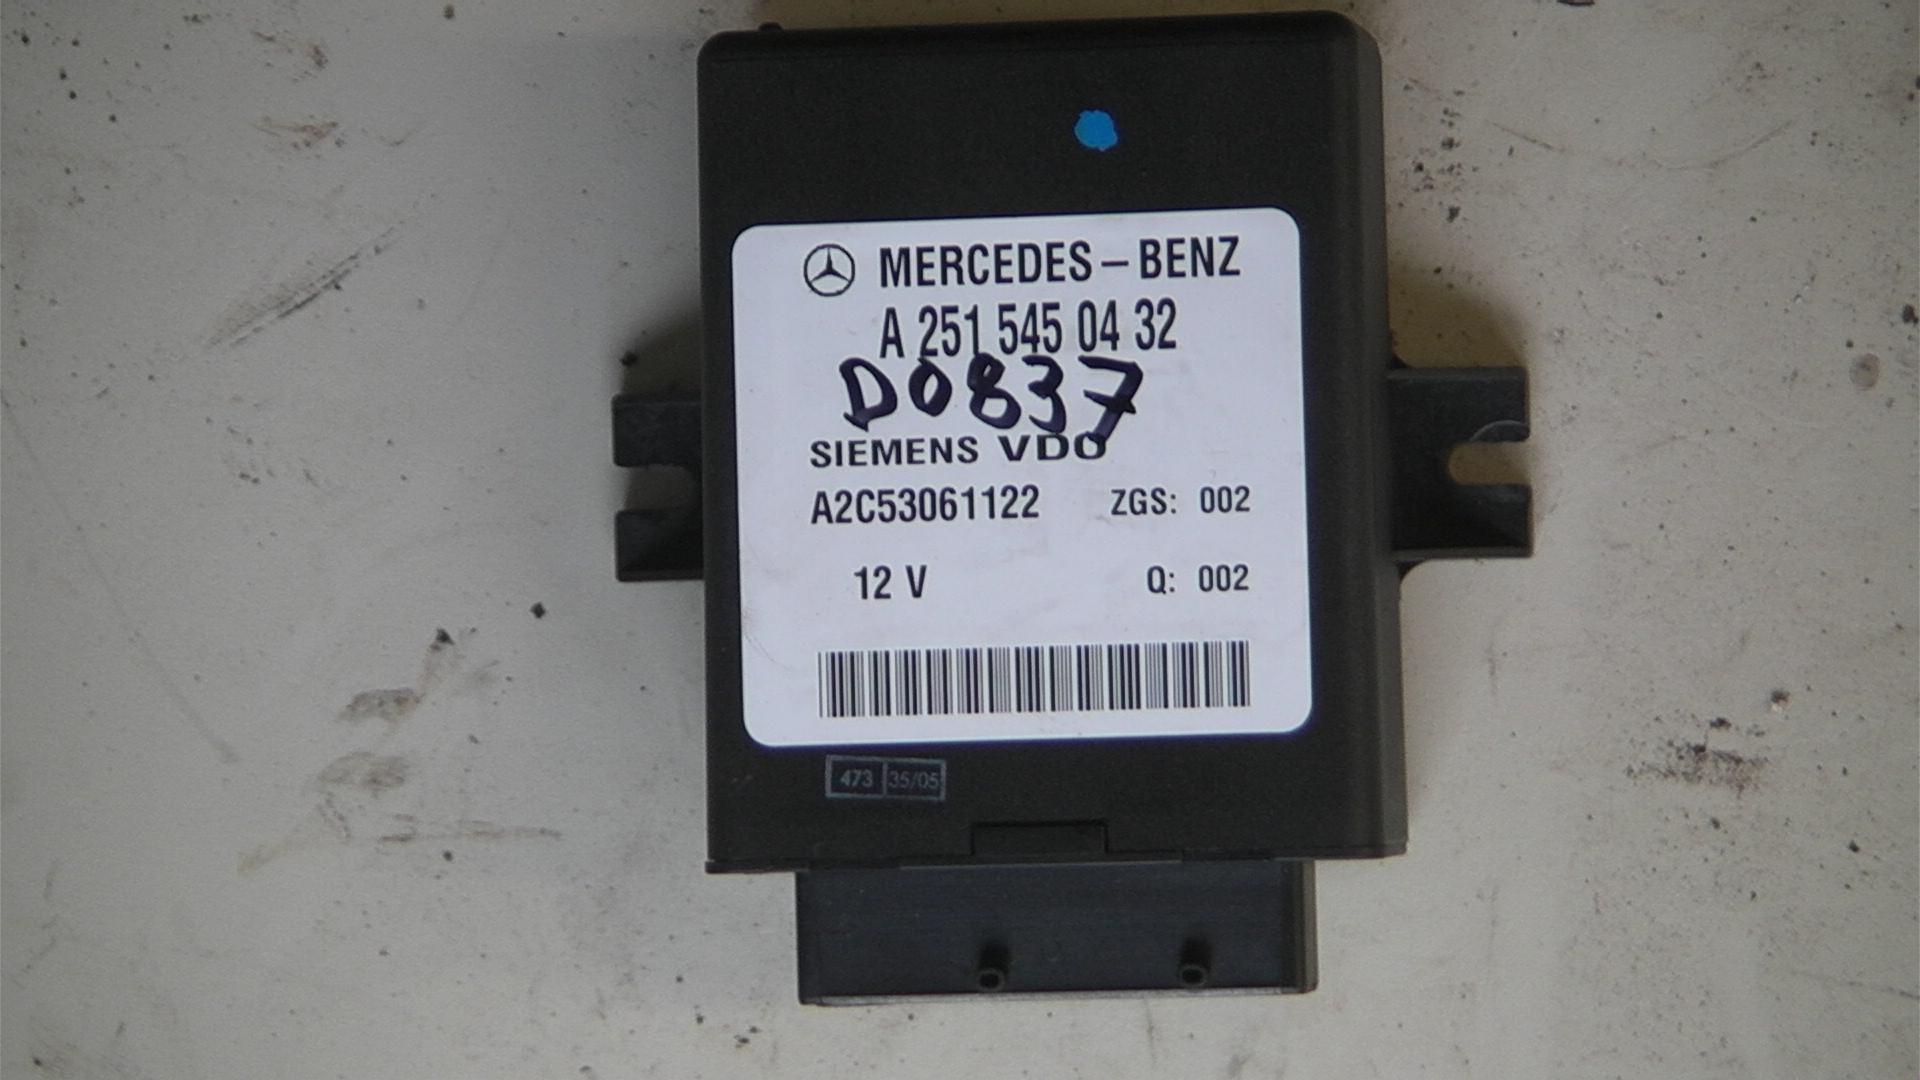 MERCEDES-BENZ
A 251 545 04 32
D0837
SIEMENS VDO
A2C53061122 ZGS: 002
12 V Q: 002
473 35/05